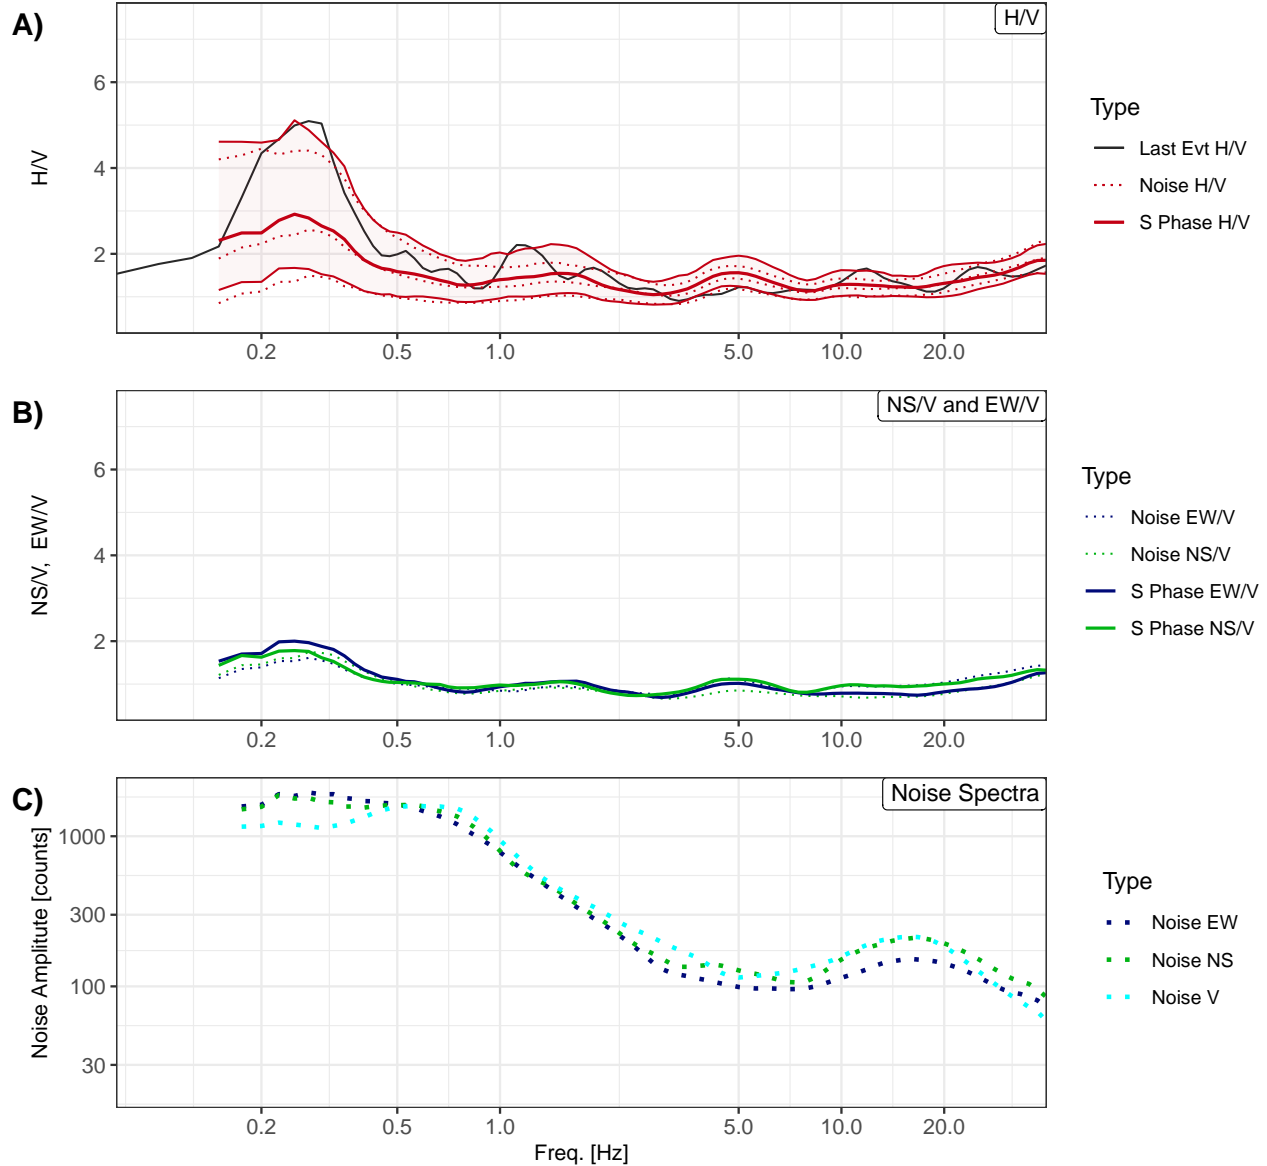 A)
H/V
H/V
6
4
2
0.2 0.5 1.0 5.0 10.0 20.0
Type
Last Evt H/V
Noise H/V
S Phase H/V
B)
NS/V and EW/V
NS/V,  EW/V
6
4
2
0.2 0.5 1.0 5.0 10.0 20.0
Type
Noise EW/V
Noise NS/V
S Phase EW/V
S Phase NS/V
C)
Noise Spectra
Noise Amplitude [counts]
1000
300
100
30
0.2 0.5 1.0 5.0 10.0 20.0
Freq. [Hz]
Type
Noise EW
Noise NS
Noise V